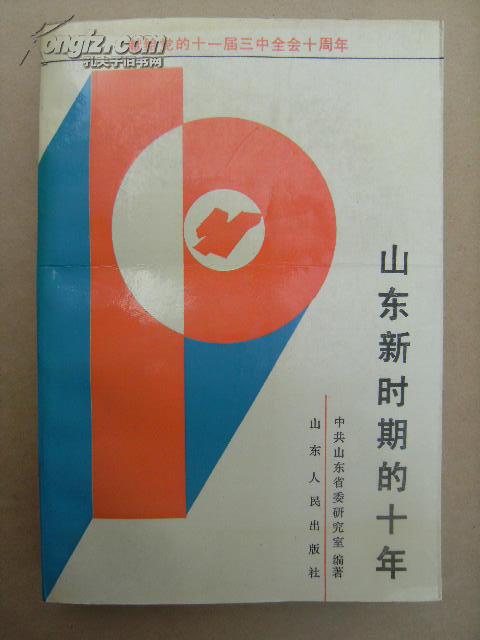 Kongfz.com
孔夫子旧书网
党的十一届三中全会十周年
山东新时期的十年
中共山东省委研究室 编著
山东人民出版社